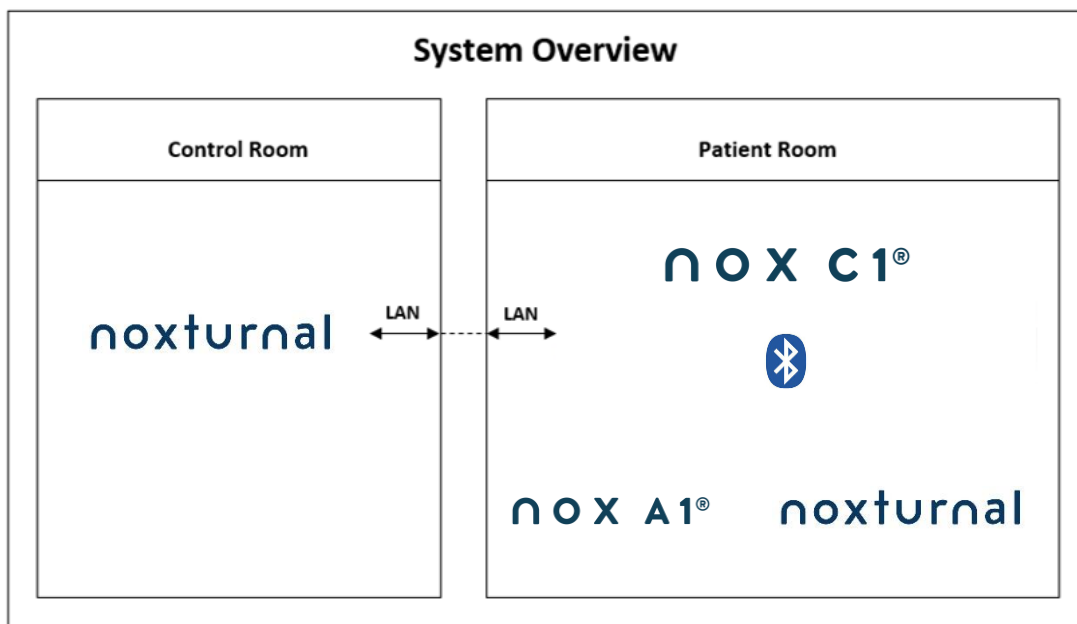 System Overview
Control Room
Patient Room
nox C1®
noxturnal
LAN
LAN
nox A1®
noxturnal